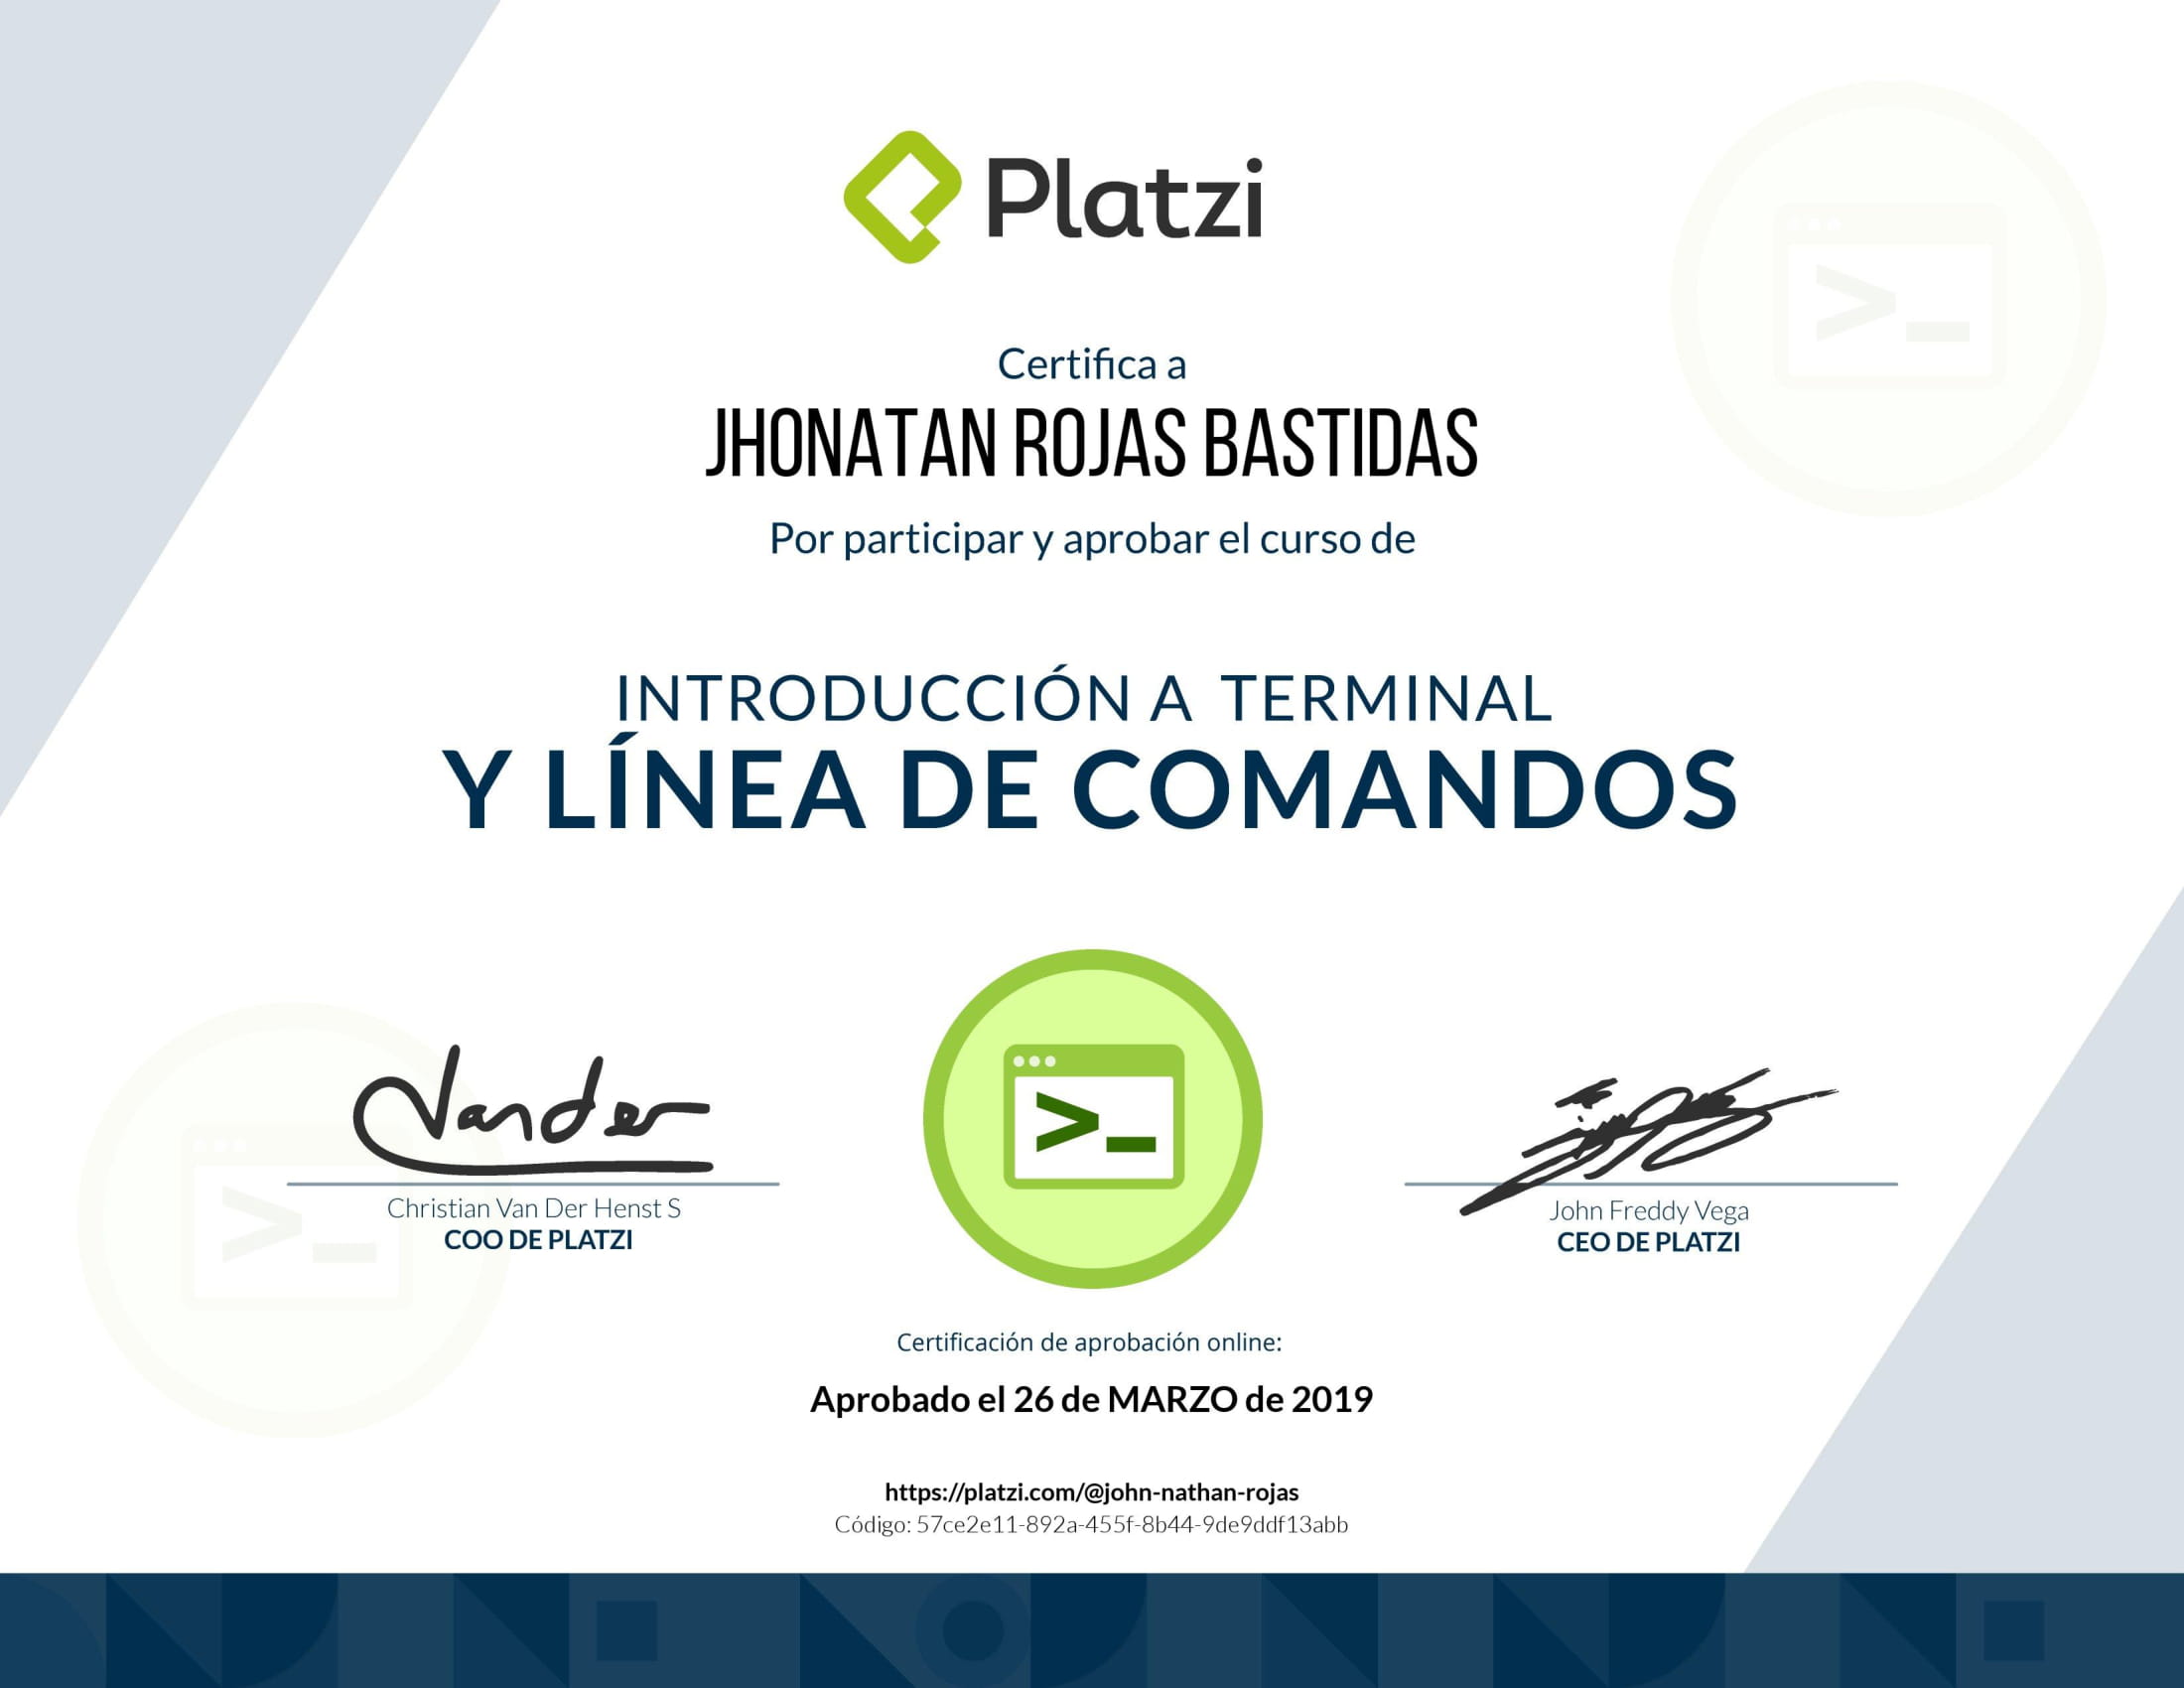 Platzi
Certifica a
JHONATAN ROJAS BASTIDAS
Por participar y aprobar el curso de
INTRODUCCIÓN A TERMINAL
Y LÍNEA DE COMANDOS
Vander
Christian Van Der Henst S
COO DE PLATZI
John Freddy Vega
CEO DE PLATZI
Certificación de aprobación online:
Aprobado el 26 de MARZO de 2019
https://platzi.com/@john-nathan-rojas
Código: 57ce2e11-892a-455f-8b44-9de9ddf13abb